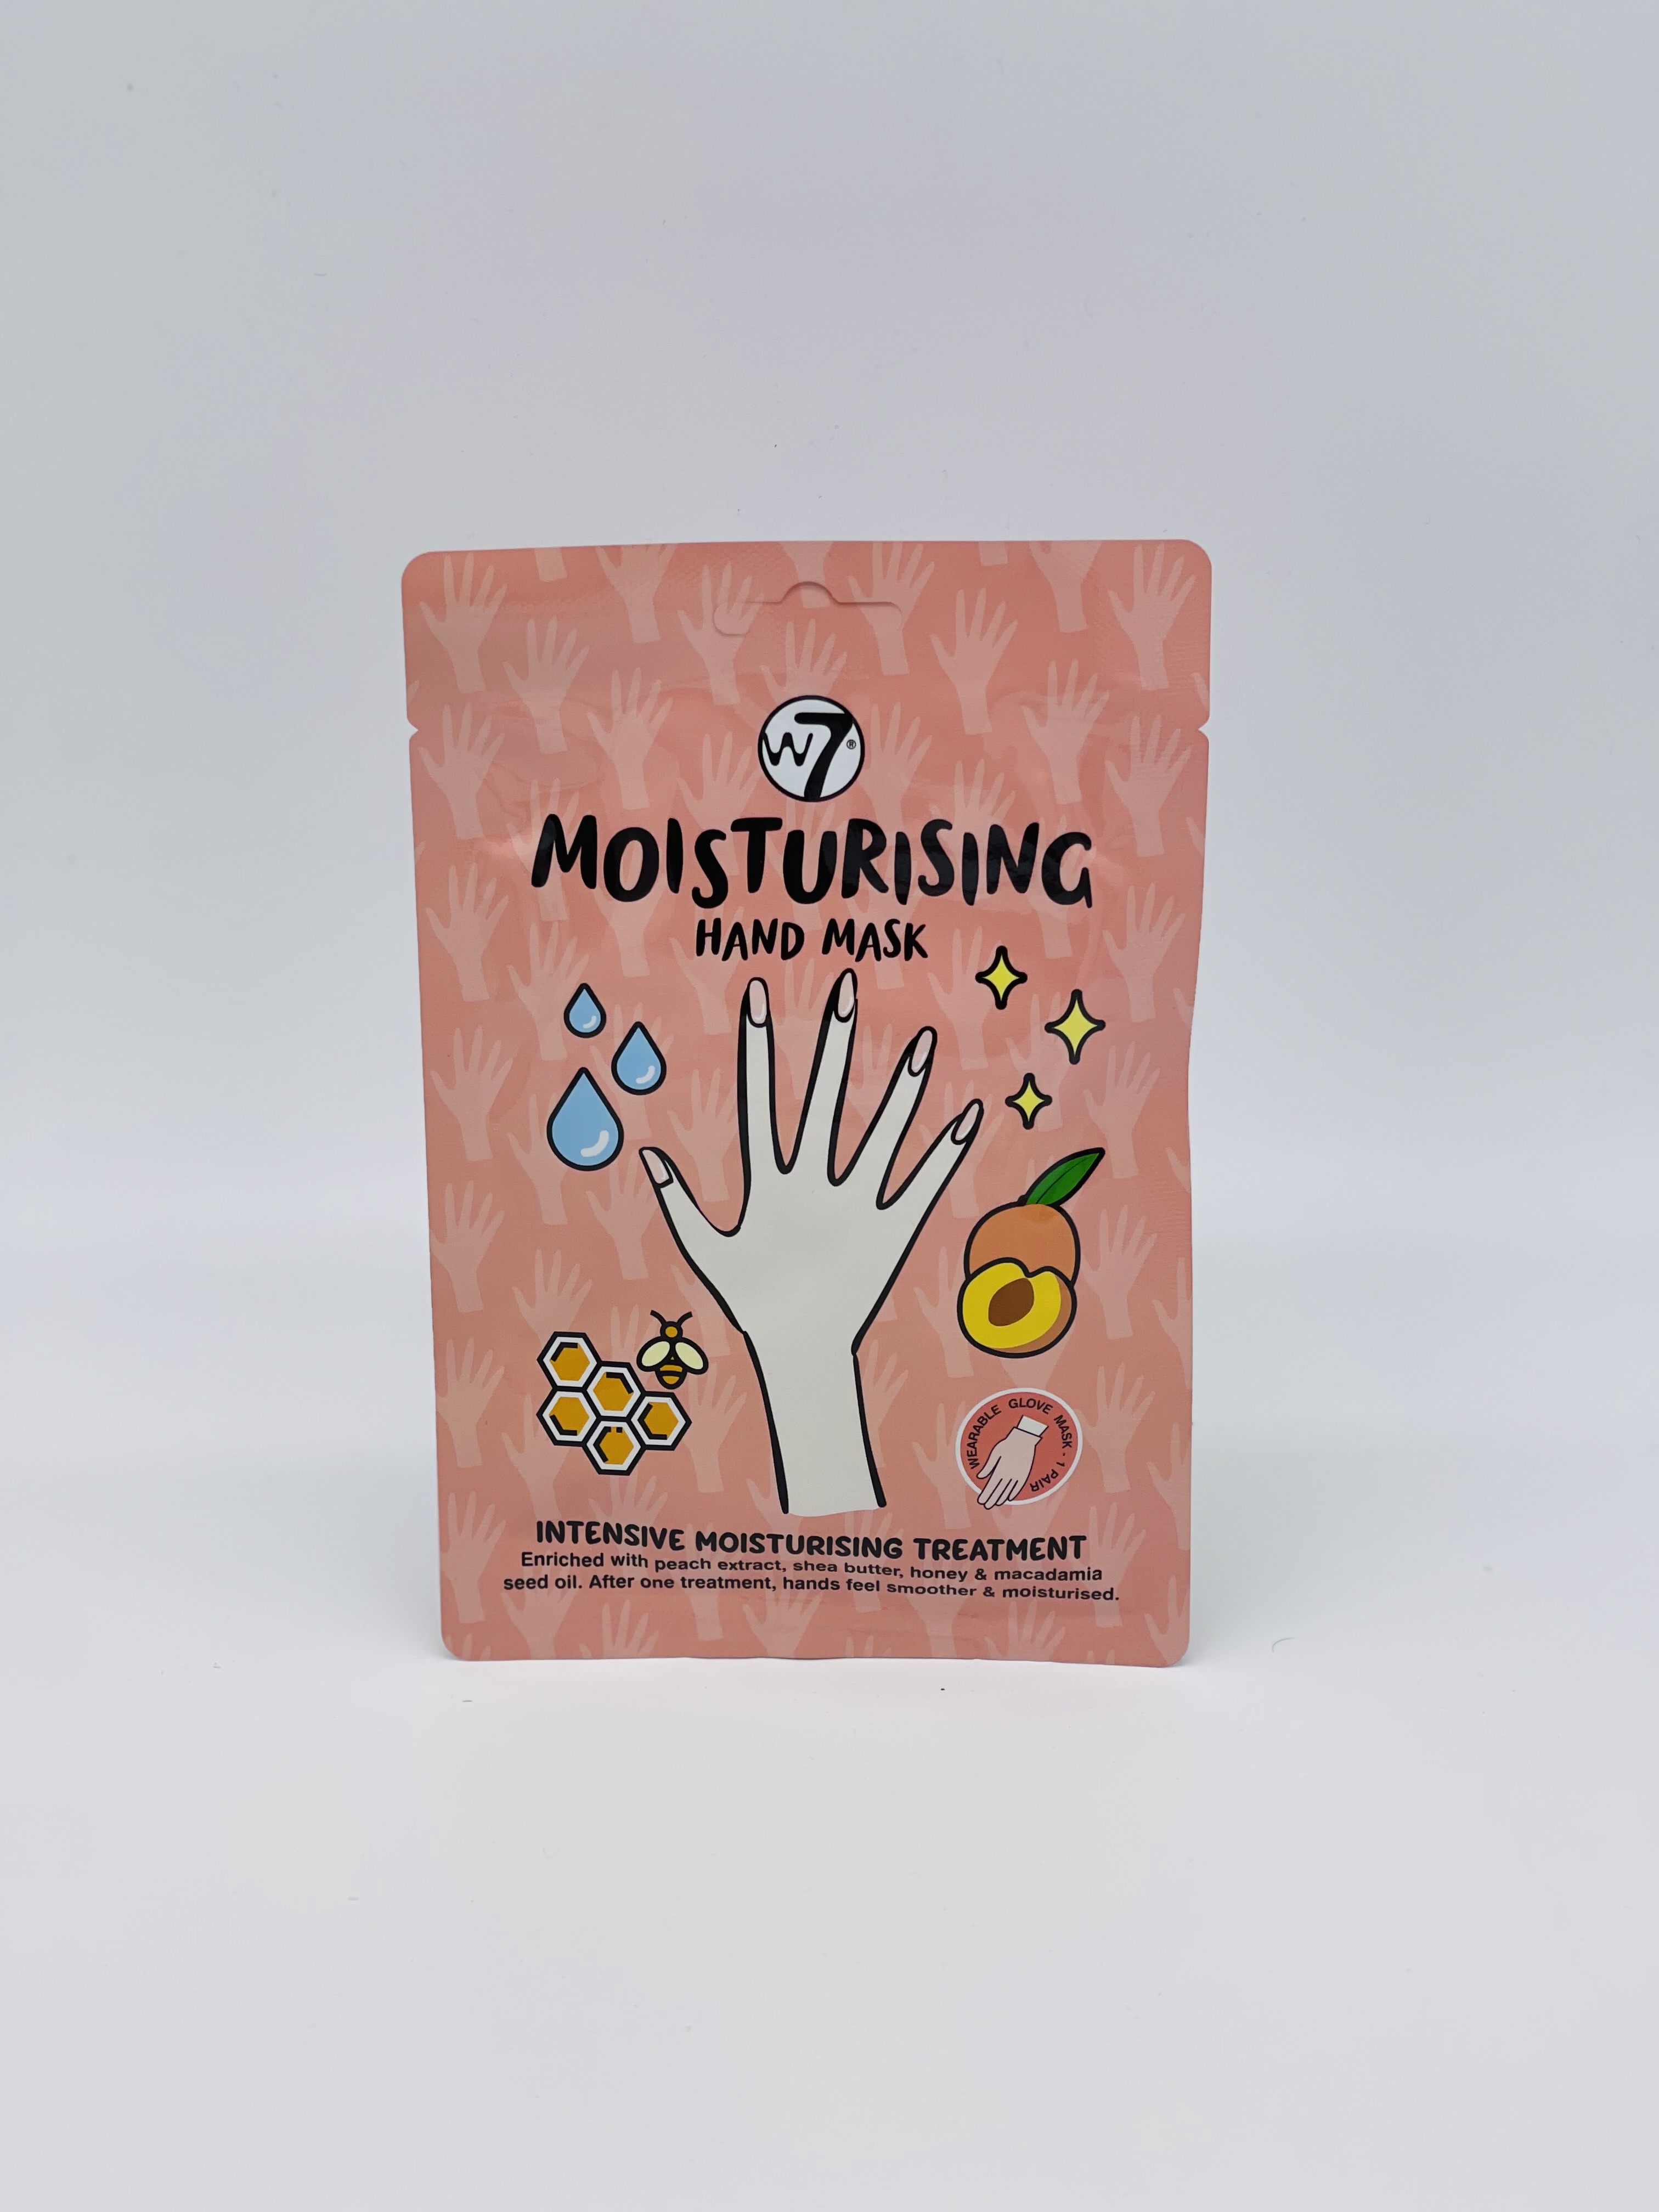 W7®
MOISTURISING
HAND MASK
WEARABLE GLOVE MASK - 1 PAIR
INTENSIVE MOISTURISING TREATMENT
Enriched with peach extract, shea butter, honey & macadamia
seed oil. After one treatment, hands feel smoother & moisturised.